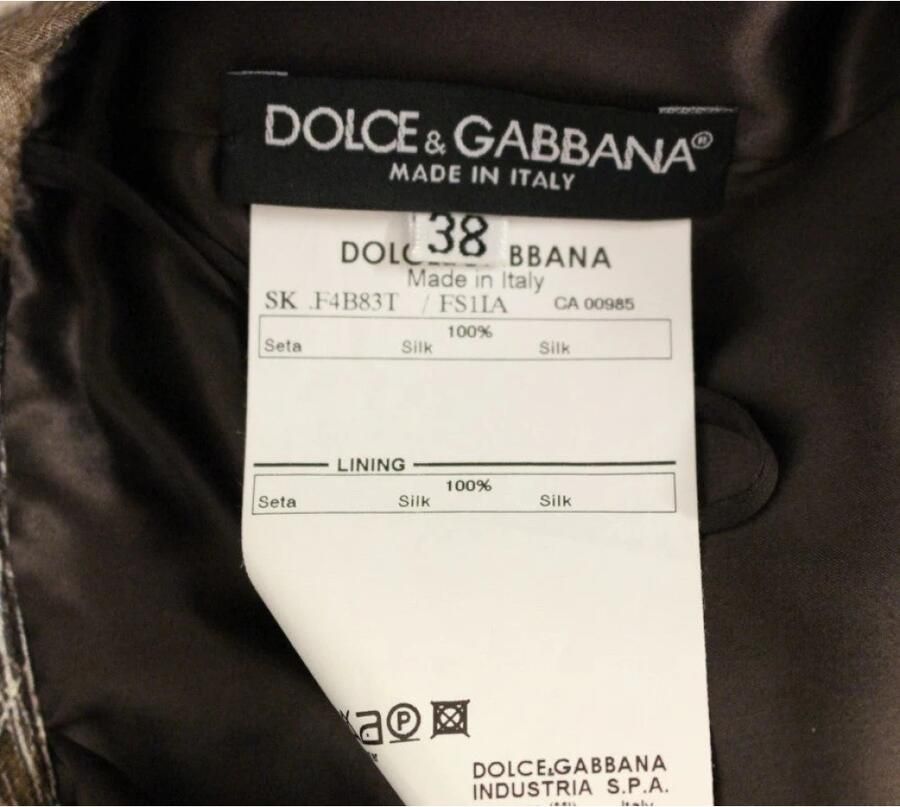 DOLCE & GABBANA®
MADE IN ITALY
38
DOLC BBANA
Made in Italy
SK .F4B83T / FS1IA CA 00985
100%
Seta Silk Silk
LINING
100%
Seta Silk Silk
P
DOLCE&GABBANA
INDUSTRIA S.P.A.